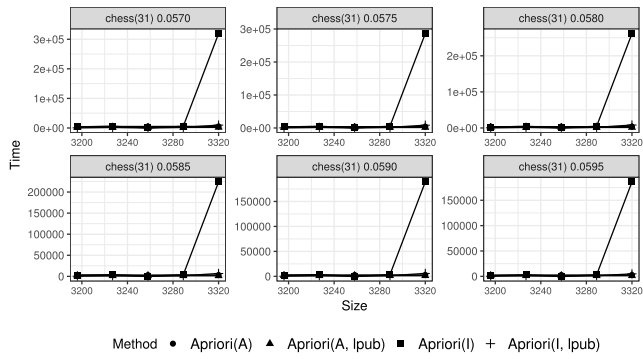 chess(31) 0.0570 chess(31) 0.0575 chess(31) 0.0580
3e+05 3e+05
2e+05 2e+05 2e+05
1e+05 1e+05 1e+05
0e+00 0e+00 0e+00
3200 3240 3280 3320 3200 3240 3280 3320 3200 3240 3280 3320
Time
chess(31) 0.0585 chess(31) 0.0590 chess(31) 0.0595
200000
150000 150000 150000
100000 100000 100000
50000 50000 50000
0 0 0
3200 3240 3280 3320 3200 3240 3280 3320 3200 3240 3280 3320
Size
Method Apriori(A) Apriori(A, lpub) Apriori(I) Apriori(I, lpub)